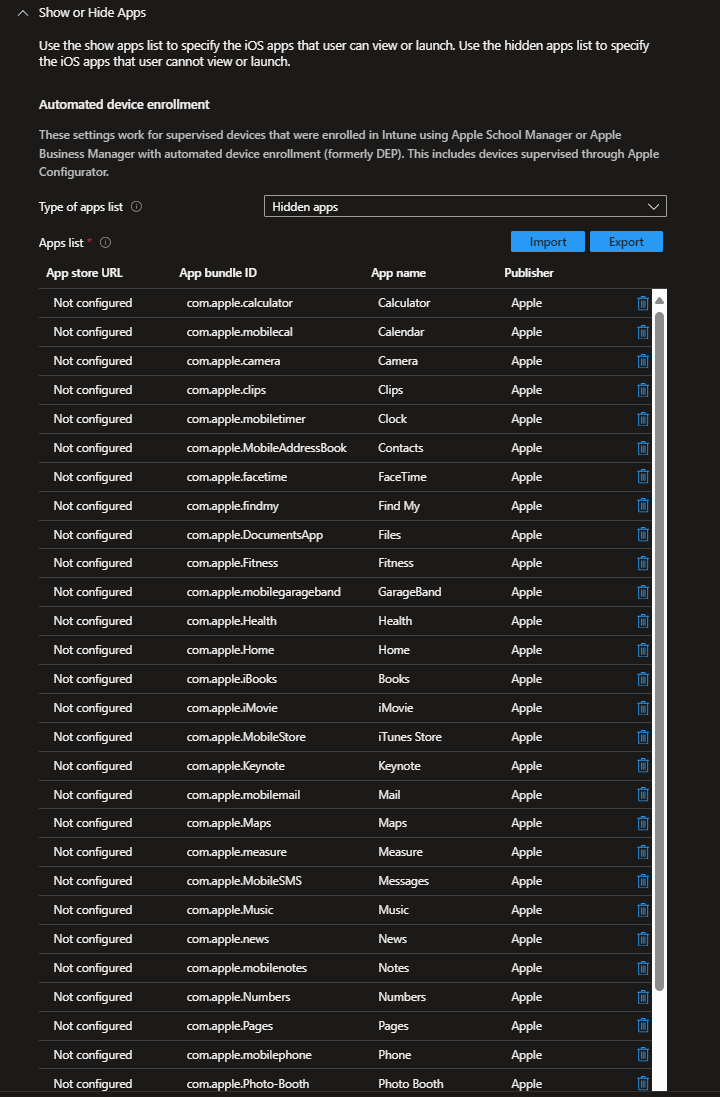 Show or Hide Apps
Use the show apps list to specify the iOS apps that user can view or launch. Use the hidden apps list to specify
the iOS apps that user cannot view or launch.
Automated device enrollment
These settings work for supervised devices that were enrolled in Intune using Apple School Manager or Apple
Business Manager with automated device enrollment (formerly DEP). This includes devices supervised through Apple
Configurator.
Type of apps list Hidden apps
Apps list * Import Export
App store URL App bundle ID App name Publisher
Not configured com.apple.calculator Calculator Apple
Not configured com.apple.mobilecal Calendar Apple
Not configured com.apple.camera Camera Apple
Not configured com.apple.clips Clips Apple
Not configured com.apple.mobiletimer Clock Apple
Not configured com.apple.MobileAddressBook Contacts Apple
Not configured com.apple.facetime FaceTime Apple
Not configured com.apple.findmy Find My Apple
Not configured com.apple.DocumentsApp Files Apple
Not configured com.apple.Fitness Fitness Apple
Not configured com.apple.mobilegarageband GarageBand Apple
Not configured com.apple.Health Health Apple
Not configured com.apple.Home Home Apple
Not configured com.apple.iBooks Books Apple
Not configured com.apple.iMovie iMovie Apple
Not configured com.apple.MobileStore iTunes Store Apple
Not configured com.apple.Keynote Keynote Apple
Not configured com.apple.mobilemail Mail Apple
Not configured com.apple.Maps Maps Apple
Not configured com.apple.measure Measure Apple
Not configured com.apple.MobileSMS Messages Apple
Not configured com.apple.Music Music Apple
Not configured com.apple.news News Apple
Not configured com.apple.mobilenotes Notes Apple
Not configured com.apple.Numbers Numbers Apple
Not configured com.apple.Pages Pages Apple
Not configured com.apple.mobilephone Phone Apple
Not configured com.apple.Photo-Booth Photo Booth Apple